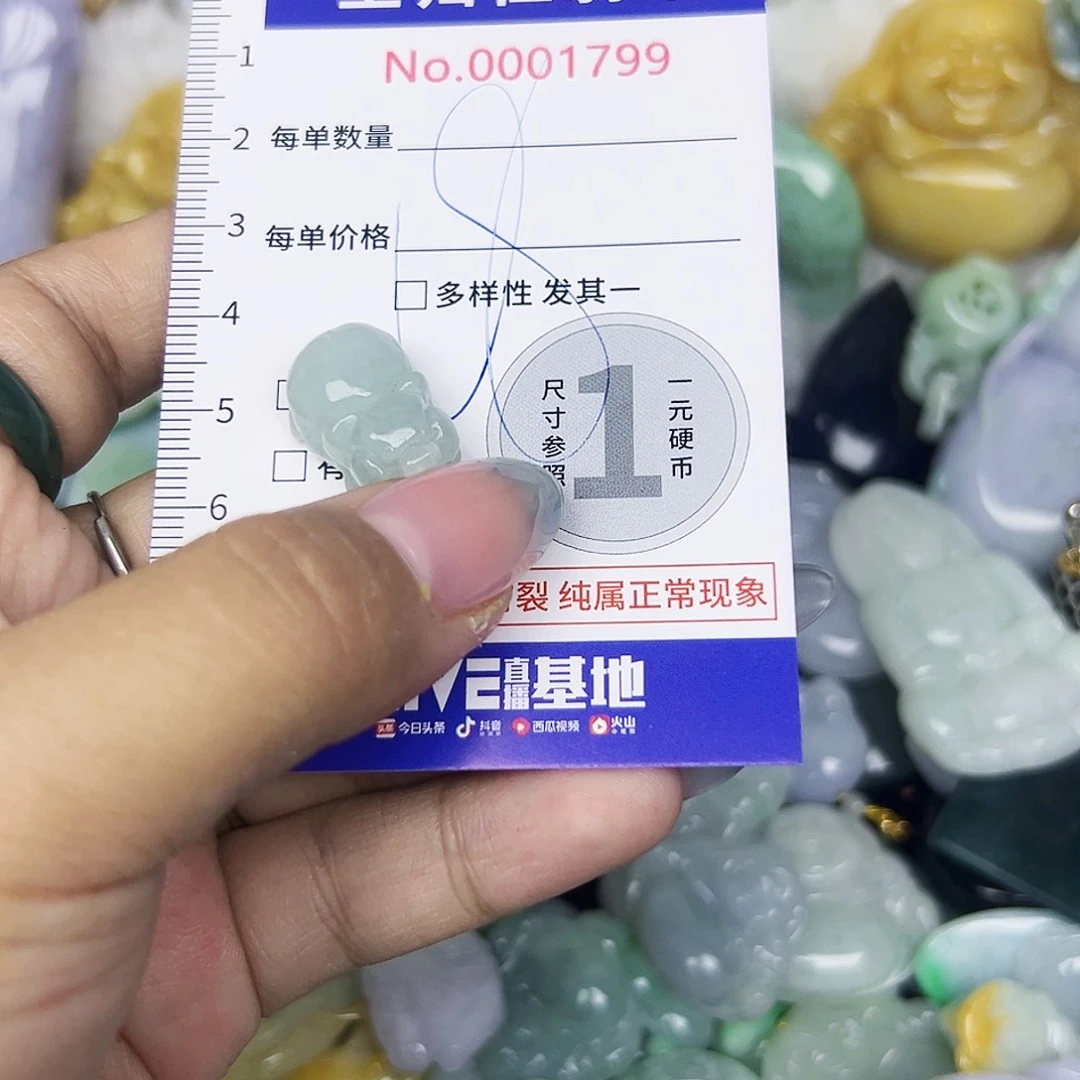 No.0001799
1
2
3
4
5
6
每单数量
每单价格
多样性 发其一
有
尺寸参照
1
一元硬币
裂 纯属正常现象
直播基地
今日头条 抖音 西瓜视频 火山